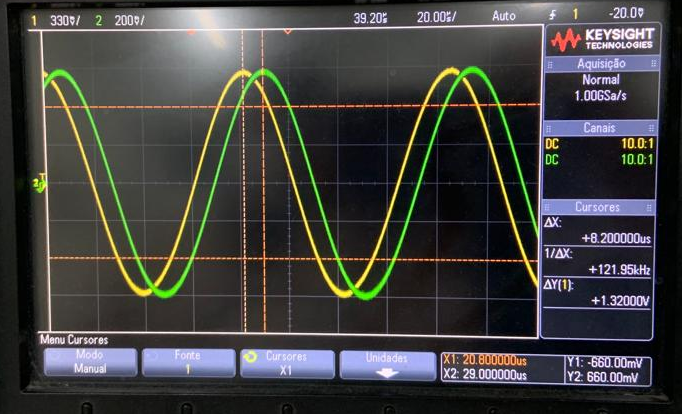 1 330▽/ 2 200▽/ 39.20▽ 20.00▽/ Auto ⨍ 1 -20.0▽
KEYSIGHT
TECHNOLOGIES
Aquisição
Normal
1.00GSa/s
Canais
DC 10.0:1
DC 10.0:1
Cursores
ΔX:
+8.200000us
1/ΔX:
+121.95kHz
ΔY(1):
+1.32000V
Menu Cursores
Modo
Manual
Fonte
1
Cursores
X1
Unidades
X1: 20.800000us
X2: 29.000000us
Y1: -660.00mV
Y2: 660.00mV